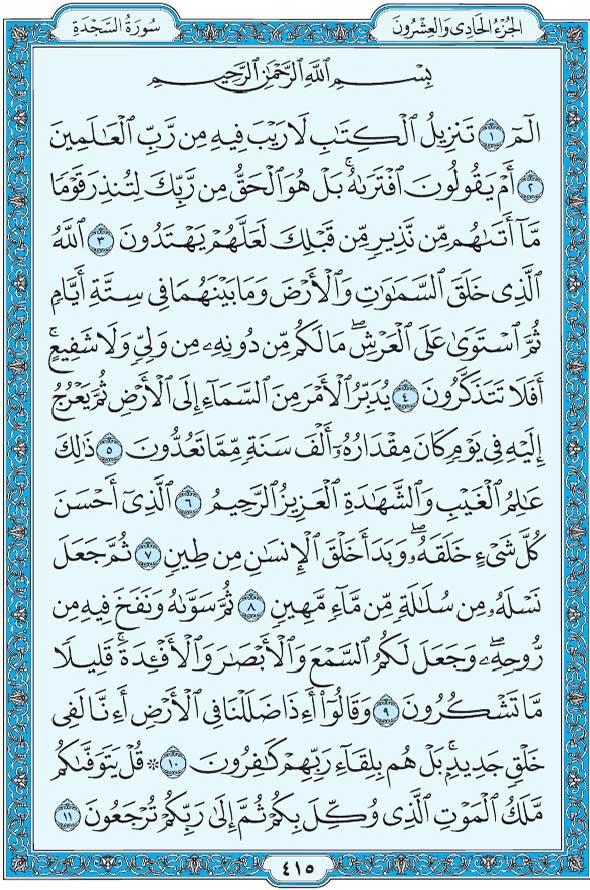 سُورَةُ السَّجْدَةِ
الجُزْءُ الحَادِى وَالعِشْرُونَ
بِسْمِ ٱللَّهِ ٱلرَّحْمَٰنِ ٱلرَّحِيمِ
الٓمٓ ١ تَنزِيلُ ٱلْكِتَٰبِ لَا رَيْبَ فِيهِ مِن رَّبِّ ٱلْعَٰلَمِينَ
٢ أَمْ يَقُولُونَ ٱفْتَرَىٰهُ ۚ بَلْ هُوَ ٱلْحَقُّ مِن رَّبِّكَ لِتُنذِرَ قَوْمًا
مَّآ أَتَىٰهُم مِّن نَّذِيرٍ مِّن قَبْلِكَ لَعَلَّهُمْ يَهْتَدُونَ ٣ ٱللَّهُ
ٱلَّذِى خَلَقَ ٱلسَّمَٰوَٰتِ وَٱلْأَرْضَ وَمَا بَيْنَهُمَا فِى سِتَّةِ أَيَّامٍ
ثُمَّ ٱسْتَوَىٰ عَلَى ٱلْعَرْشِ ۖ مَا لَكُم مِّن دُونِهِۦ مِن وَلِىٍّ وَلَا شَفِيعٍ ۚ
أَفَلَا تَتَذَكَّرُونَ ٤ يُدَبِّرُ ٱلْأَمْرَ مِنَ ٱلسَّمَآءِ إِلَى ٱلْأَرْضِ ثُمَّ يَعْرُجُ
إِلَيْهِ فِى يَوْمٍ كَانَ مِقْدَارُهُۥٓ أَلْفَ سَنَةٍ مِّمَّا تَعُدُّونَ ٥ ذَٰلِكَ
عَٰلِمُ ٱلْغَيْبِ وَٱلشَّهَٰدَةِ ٱلْعَزِيزُ ٱلرَّحِيمُ ٦ ٱلَّذِىٓ أَحْسَنَ
كُلَّ شَىْءٍ خَلَقَهُۥ ۖ وَبَدَأَ خَلْقَ ٱلْإِنسَٰنِ مِن طِينٍ ٧ ثُمَّ جَعَلَ
نَسْلَهُۥ مِن سُلَٰلَةٍ مِّن مَّآءٍ مَّهِينٍ ٨ ثُمَّ سَوَّىٰهُ وَنَفَخَ فِيهِ مِن
رُّوحِهِۦ ۖ وَجَعَلَ لَكُمُ ٱلسَّمْعَ وَٱلْأَبْصَٰرَ وَٱلْأَفْـِٔدَةَ ۚ قَلِيلًا
مَّا تَشْكُرُونَ ٩ وَقَالُوٓا۟ أَءِذَا ضَلَلْنَا فِى ٱلْأَرْضِ أَءِنَّا لَفِى
خَلْقٍ جَدِيدٍۭ ۚ بَلْ هُم بِلِقَآءِ رَبِّهِمْ كَٰفِرُونَ ١٠ ۞ قُلْ يَتَوَفَّىٰكُم
مَّلَكُ ٱلْمَوْتِ ٱلَّذِى وُكِّلَ بِكُمْ ثُمَّ إِلَىٰ رَبِّكُمْ تُرْجَعُونَ ١١
٤١٥